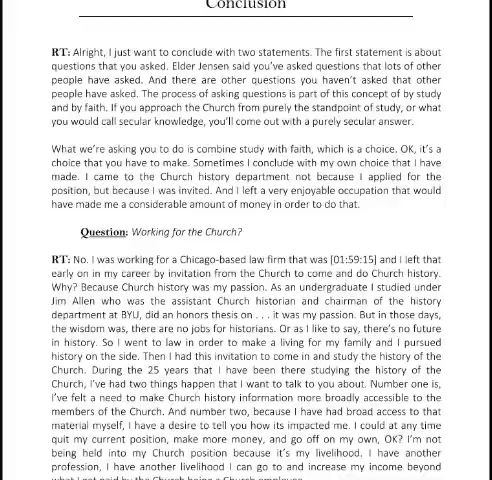 Conclusion
RT: Alright, I just want to conclude with two statements. The first statement is about
questions that you asked. Elder Jensen said you've asked questions that lots of other
people have asked. And there are other questions you haven't asked that other
people have asked. The process of asking questions is part of this concept of by study
and by faith. If you approach the Church from purely the standpoint of study, or what
you would call secular knowledge, you'll come out with a purely secular answer.
What we're asking you to do is combine study with faith, which is a choice. OK, it's a
choice that you have to make. Sometimes I conclude with my own choice that I have
made. I came to the Church history department not because I applied for the
position, but because I was invited. And I left a very enjoyable occupation that would
have made me a considerable amount of money in order to do that.
Question: Working for the Church?
RT: No. I was working for a Chicago-based law firm that was [01:59:15] and I left that
early on in my career by invitation from the Church to come and do Church history.
Why? Because Church history was my passion. As an undergraduate I studied under
Jim Allen who was the assistant Church historian and chairman of the history
department at BYU, did an honors thesis on . . . it was my passion. But in those days,
the wisdom was, there are no jobs for historians. Or as I like to say, there's no future
in history. So I went to law in order to make a living for my family and I pursued
history on the side. Then I had this invitation to come in and study the history of the
Church. During the 25 years that I have been there studying the history of the
Church, I've had two things happen that I want to talk to you about. Number one is,
I've felt a need to make Church history information more broadly accessible to the
members of the Church. And number two, because I have had broad access to that
material myself, I have a desire to tell you how its impacted me. I could at any time
quit my current position, make more money, and go off on my own, OK? I'm not
being held into my Church position because it's my livelihood. I have another
profession, I have another livelihood I can go to and increase my income beyond
what I get paid by the Church being a Church employee.